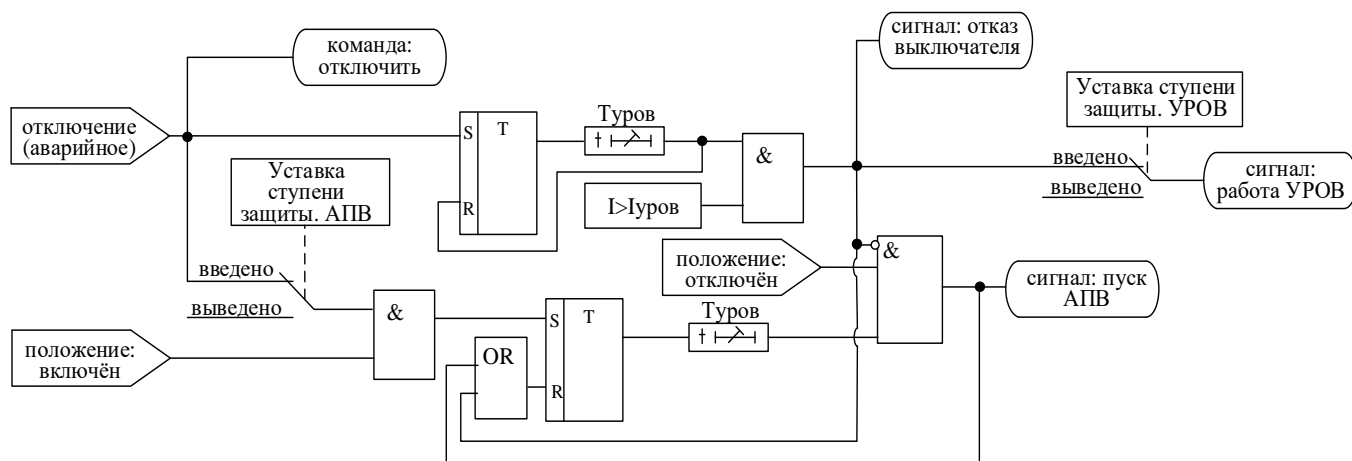 команда:
отключить
сигнал: отказ
выключателя
отключение
(аварийное)
S
T
R
Туров
I>Iуров
&
Уставка ступени
защиты. УРОВ
введено
выведено
сигнал:
работа УРОВ
Уставка
ступени
защиты. АПВ
введено
выведено
положение:
включён
&
OR
S
T
R
Туров
положение:
отключён
&
сигнал: пуск
АПВ